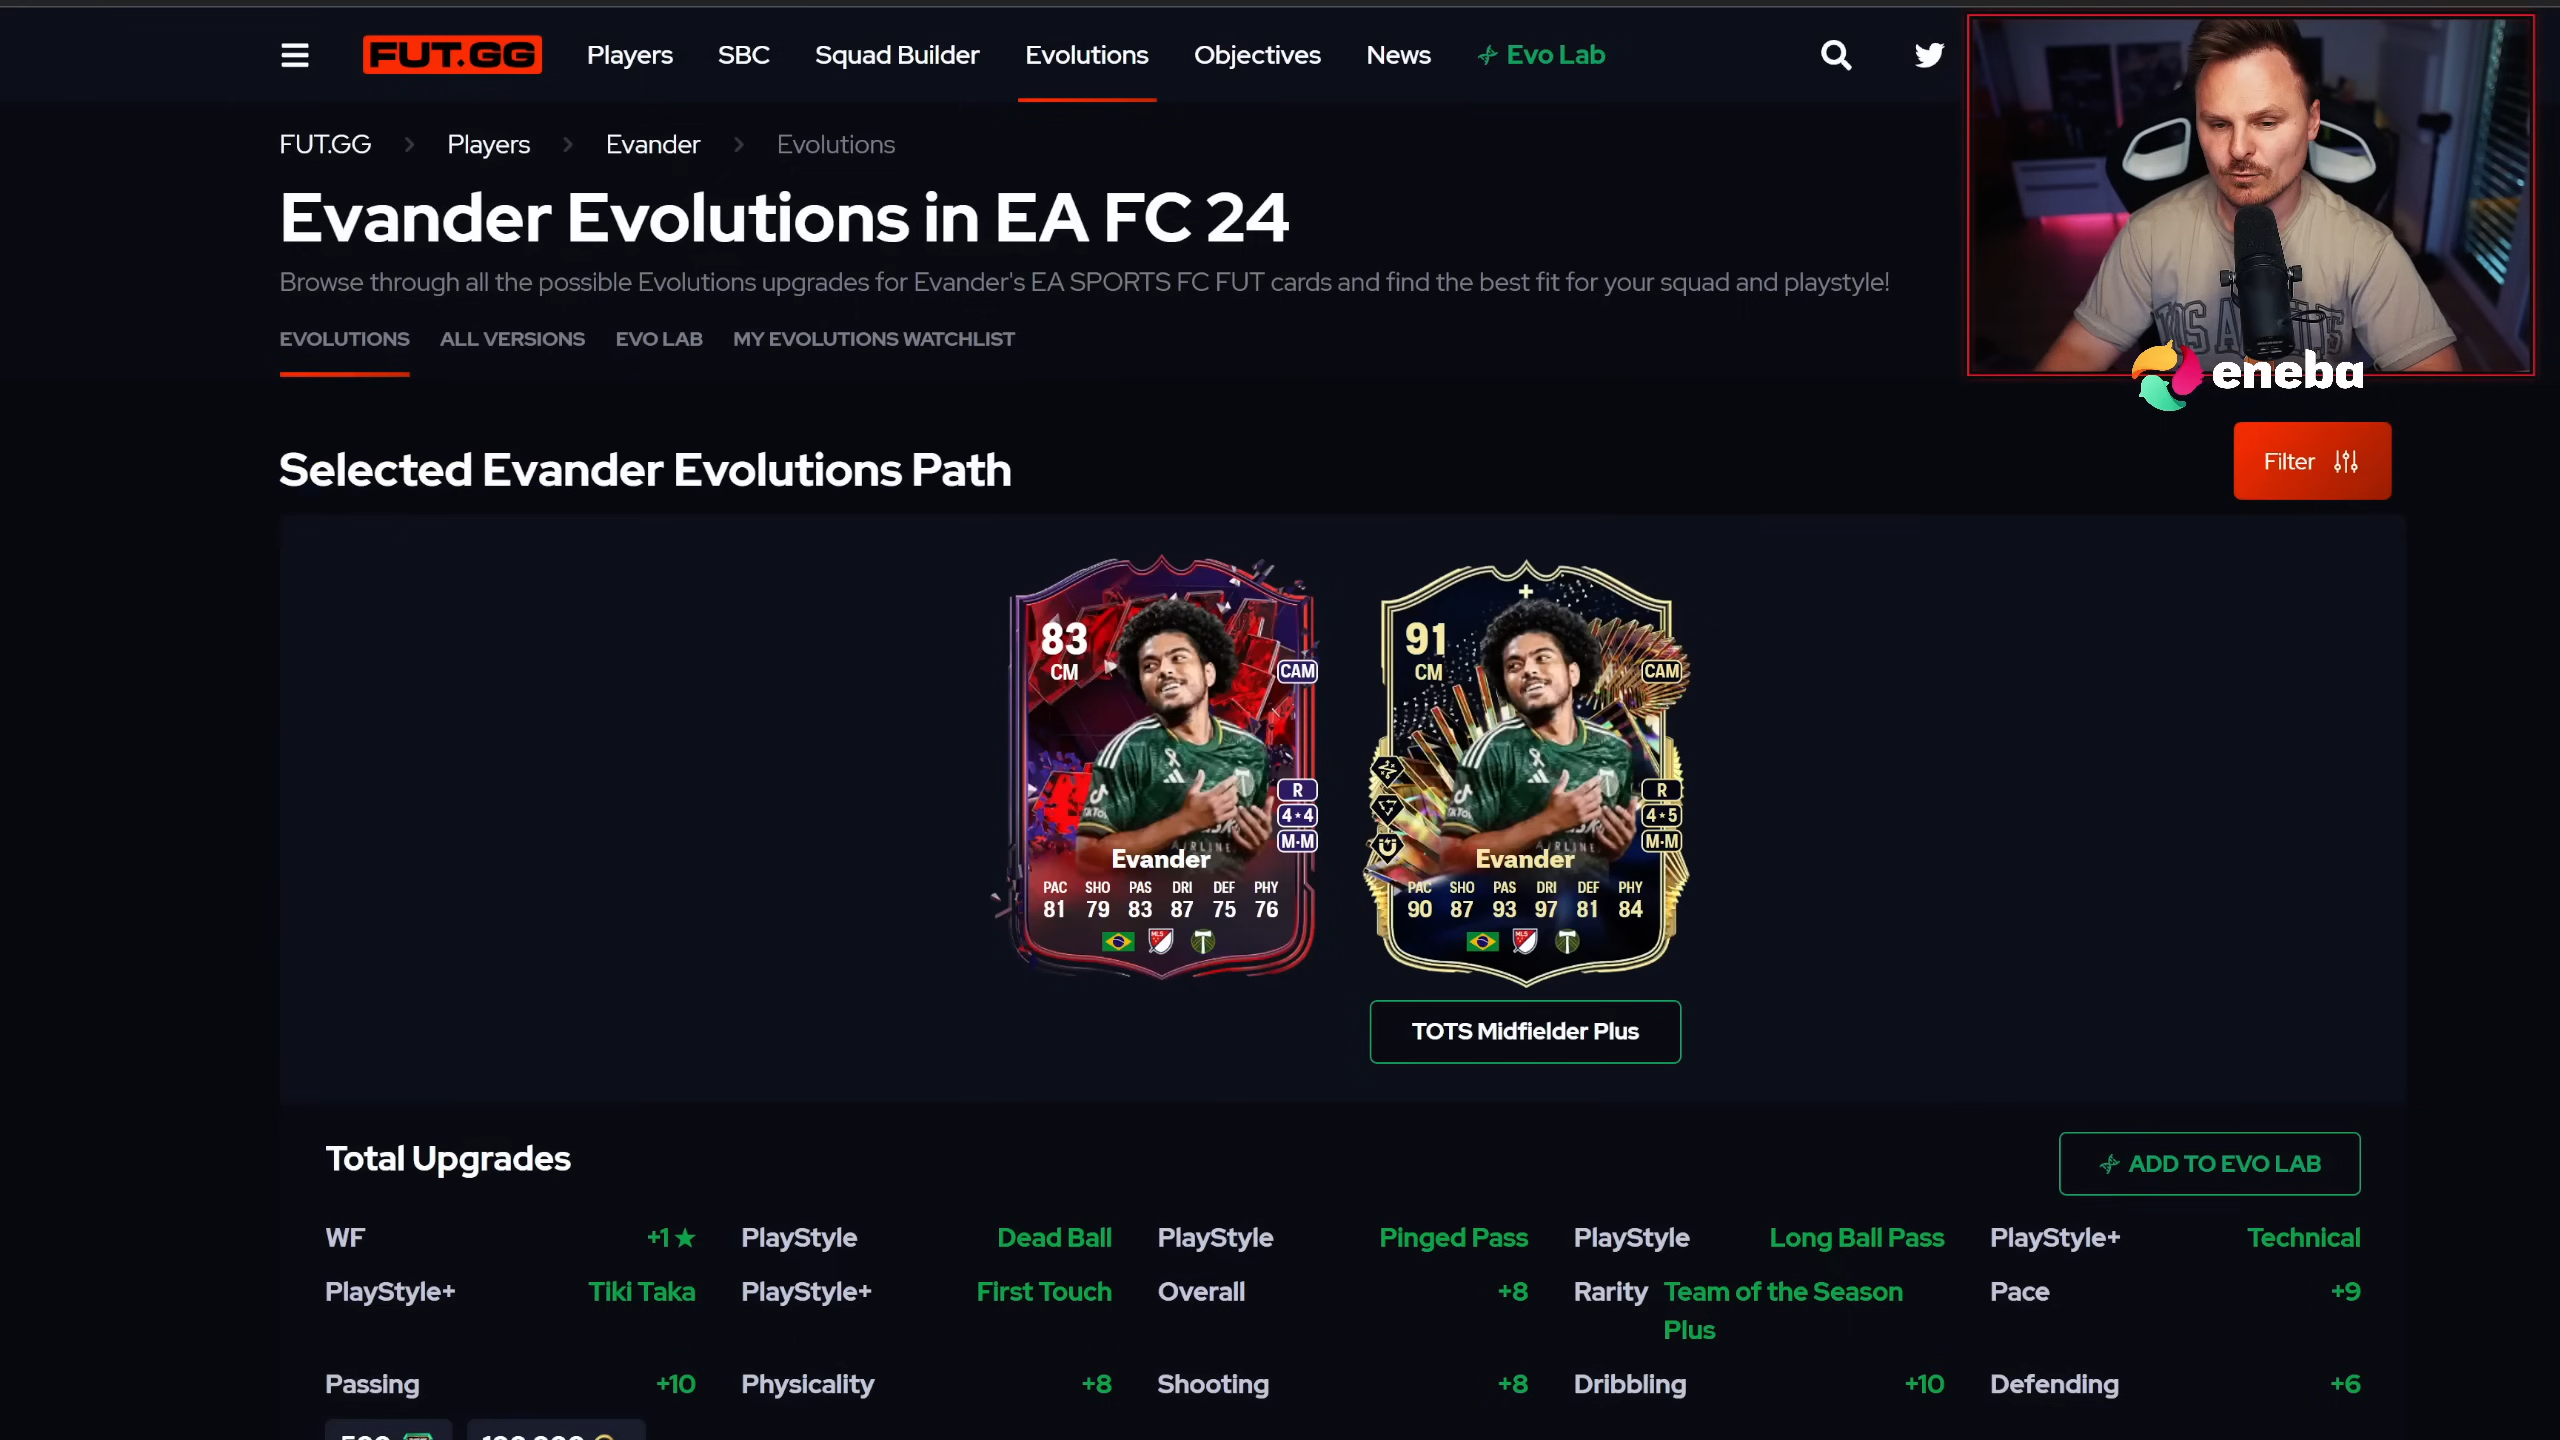 FUT.GG Players SBC Squad Builder Evolutions Objectives News Evo Lab
FUT.GG Players Evander Evolutions
Evander Evolutions in EA FC 24
Browse through all the possible Evolutions upgrades for Evander's EA SPORTS FC FUT cards and find the best fit for your squad and playstyle!
EVOLUTIONS ALL VERSIONS EVO LAB MY EVOLUTIONS WATCHLIST
eneba
Selected Evander Evolutions Path
Filter
83
CM
CAM
R
4★4
M·M
Evander
PAC SHO PAS DRI DEF PHY
81 79 83 87 75 76
91
CM
CAM
R
4★5
M·M
Evander
PAC SHO PAS DRI DEF PHY
90 87 93 97 81 84
TOTS Midfielder Plus
Total Upgrades
ADD TO EVO LAB
WF +1★ PlayStyle Dead Ball PlayStyle Pinged Pass PlayStyle Long Ball Pass PlayStyle+ Technical
PlayStyle+ Tiki Taka PlayStyle+ First Touch Overall +8 Rarity Team of the Season Pace +9
Plus
Passing +10 Physicality +8 Shooting +8 Dribbling +10 Defending +6